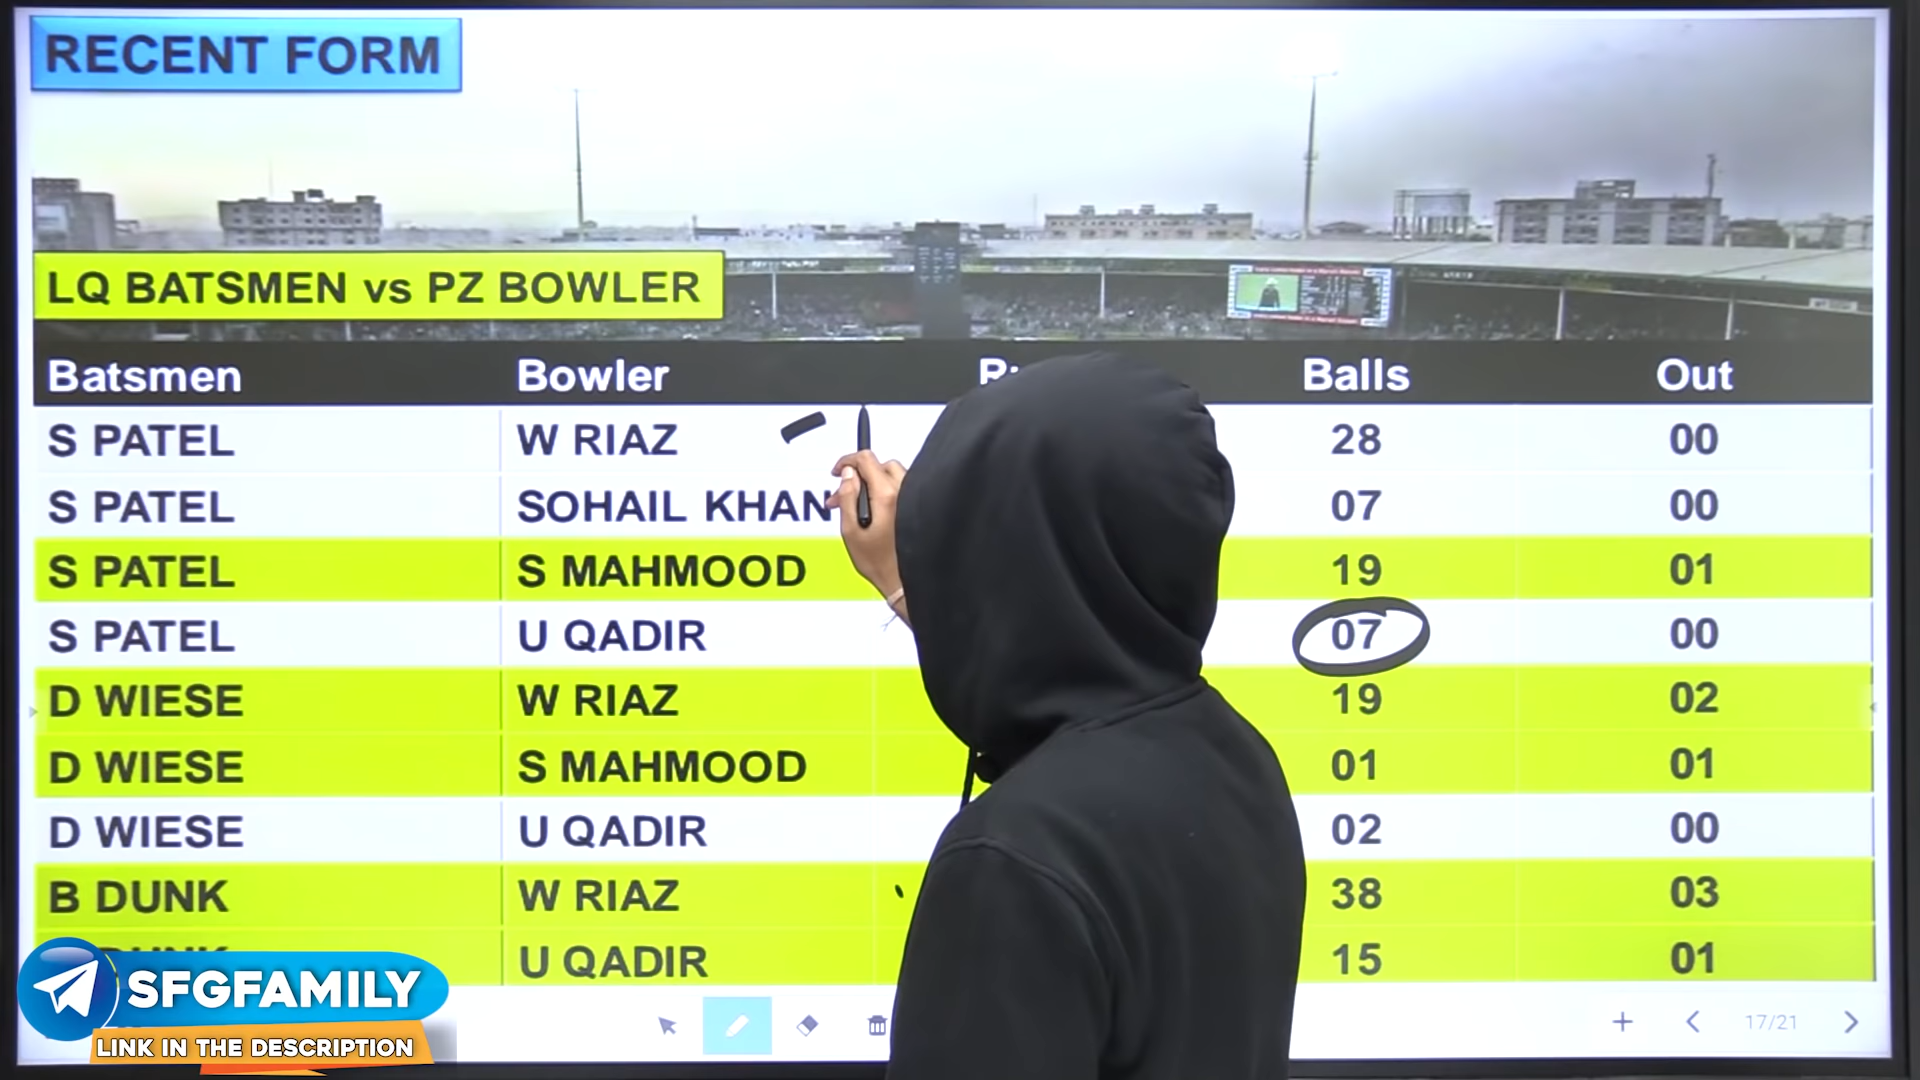 RECENT FORM
LQ BATSMEN vs PZ BOWLER
Batsmen Bowler Balls Out
S PATEL W RIAZ 28 00
S PATEL SOHAIL KHAN 07 00
S PATEL S MAHMOOD 19 01
S PATEL U QADIR 07 00
D WIESE W RIAZ 19 02
D WIESE S MAHMOOD 01 01
D WIESE U QADIR 02 00
B DUNK W RIAZ 38 03
U QADIR 15 01
SFGFAMILY
LINK IN THE DESCRIPTION
17/21